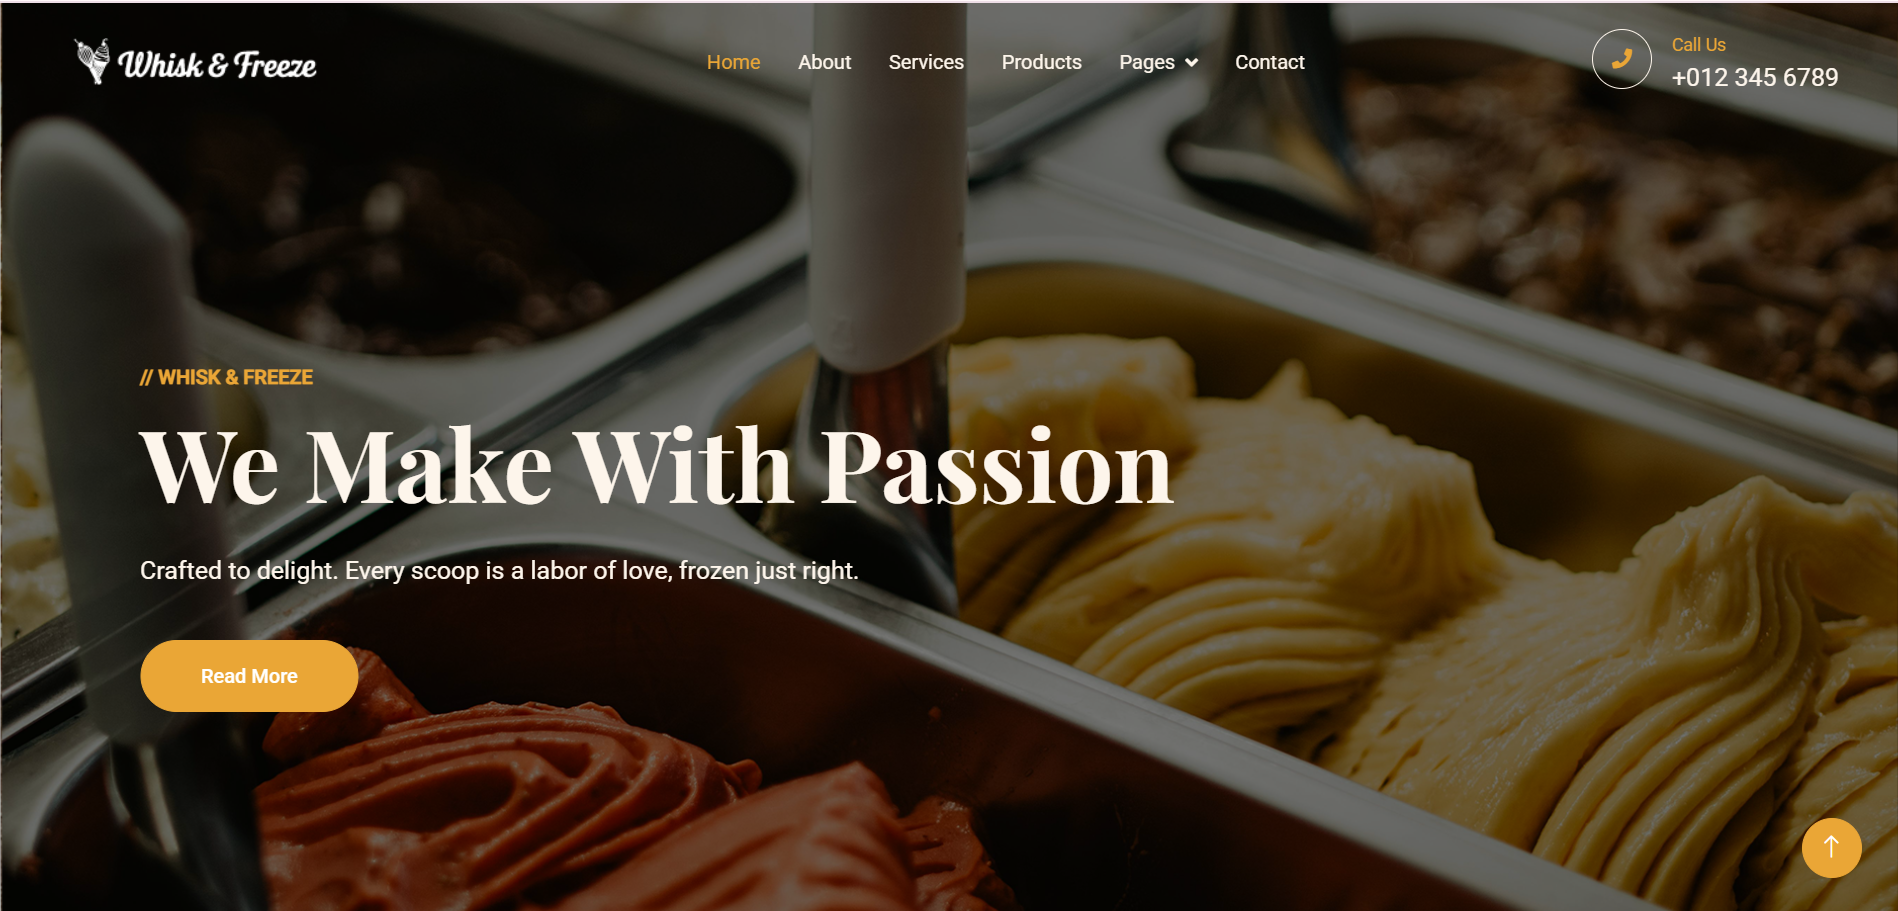 Whisk & Freeze
Home About Services Products Pages Contact
Call Us
+012 345 6789
// WHISK & FREEZE
We Make With Passion
Crafted to delight. Every scoop is a labor of love, frozen just right.
Read More